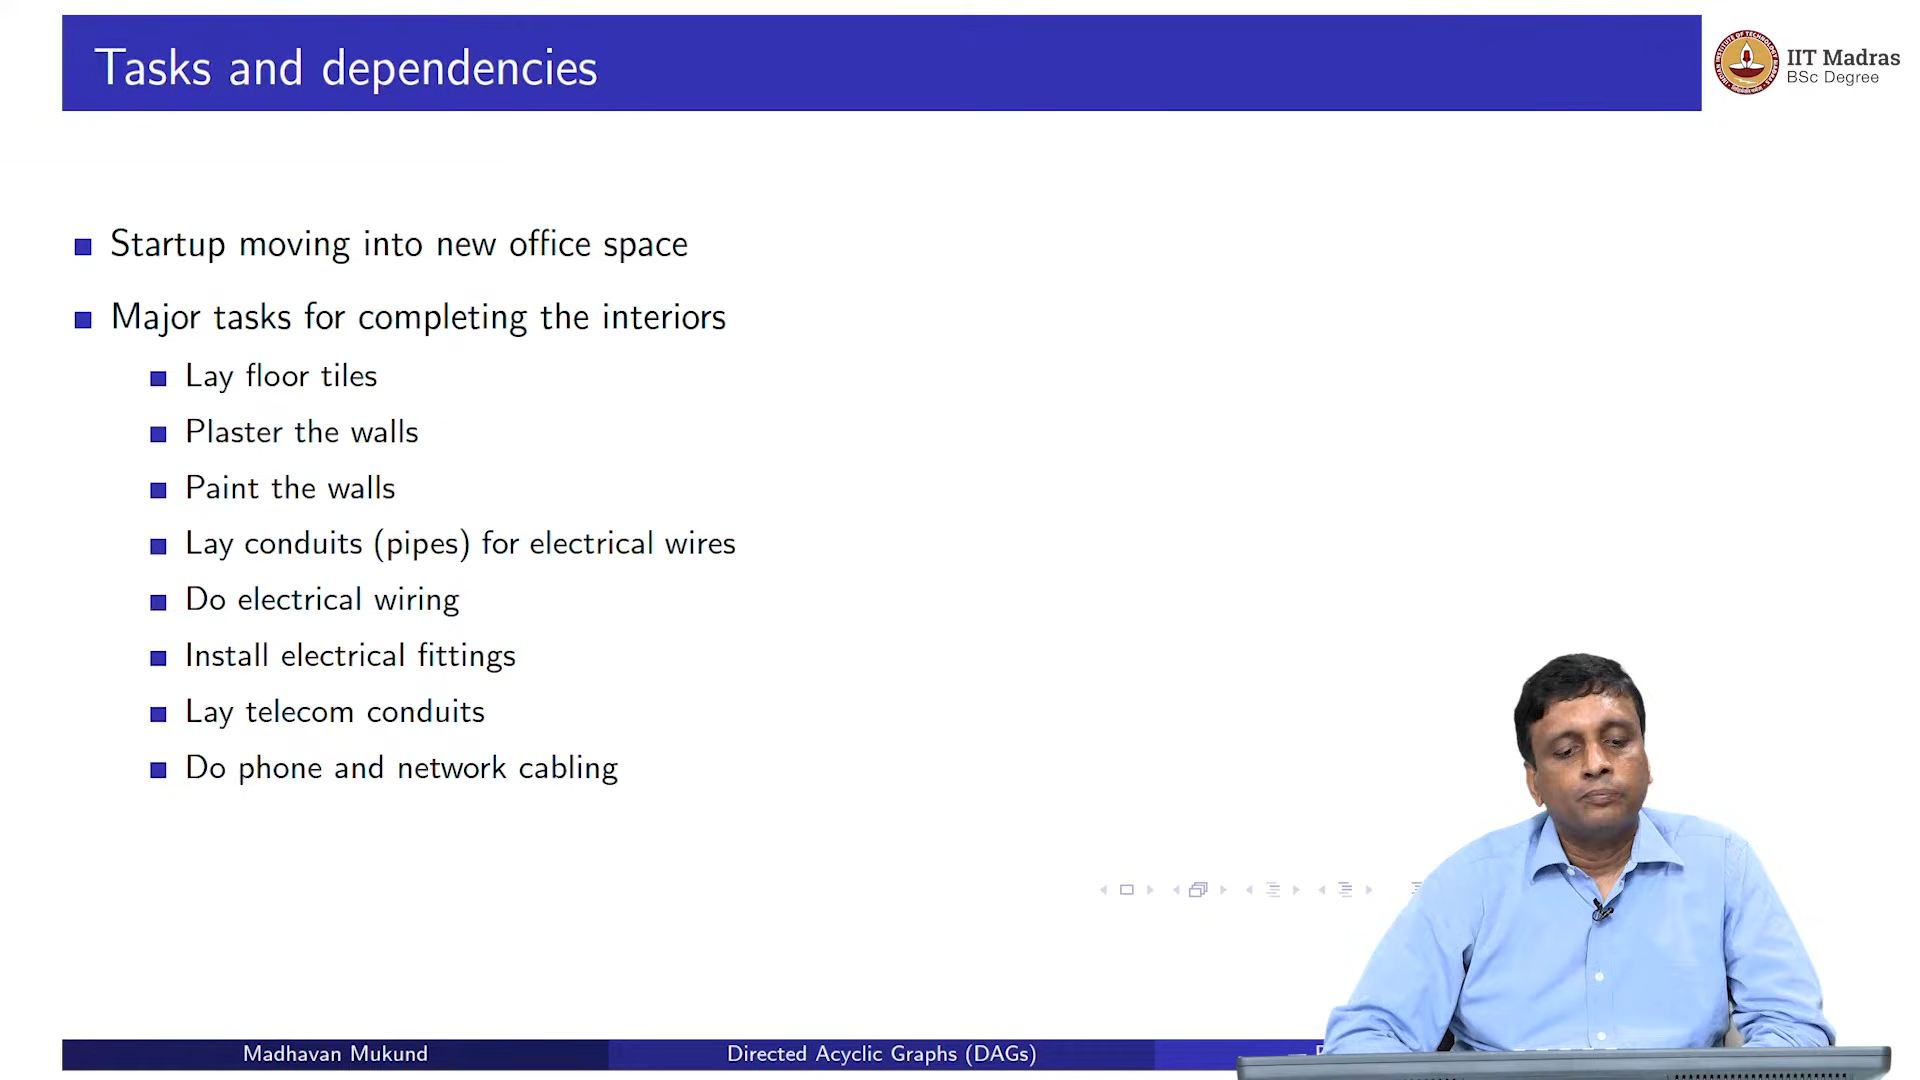 Tasks and dependencies
IIT Madras
BSc Degree
Startup moving into new office space
Major tasks for completing the interiors
Lay floor tiles
Plaster the walls
Paint the walls
Lay conduits (pipes) for electrical wires
Do electrical wiring
Install electrical fittings
Lay telecom conduits
Do phone and network cabling
Madhavan Mukund
Directed Acyclic Graphs (DAGs)